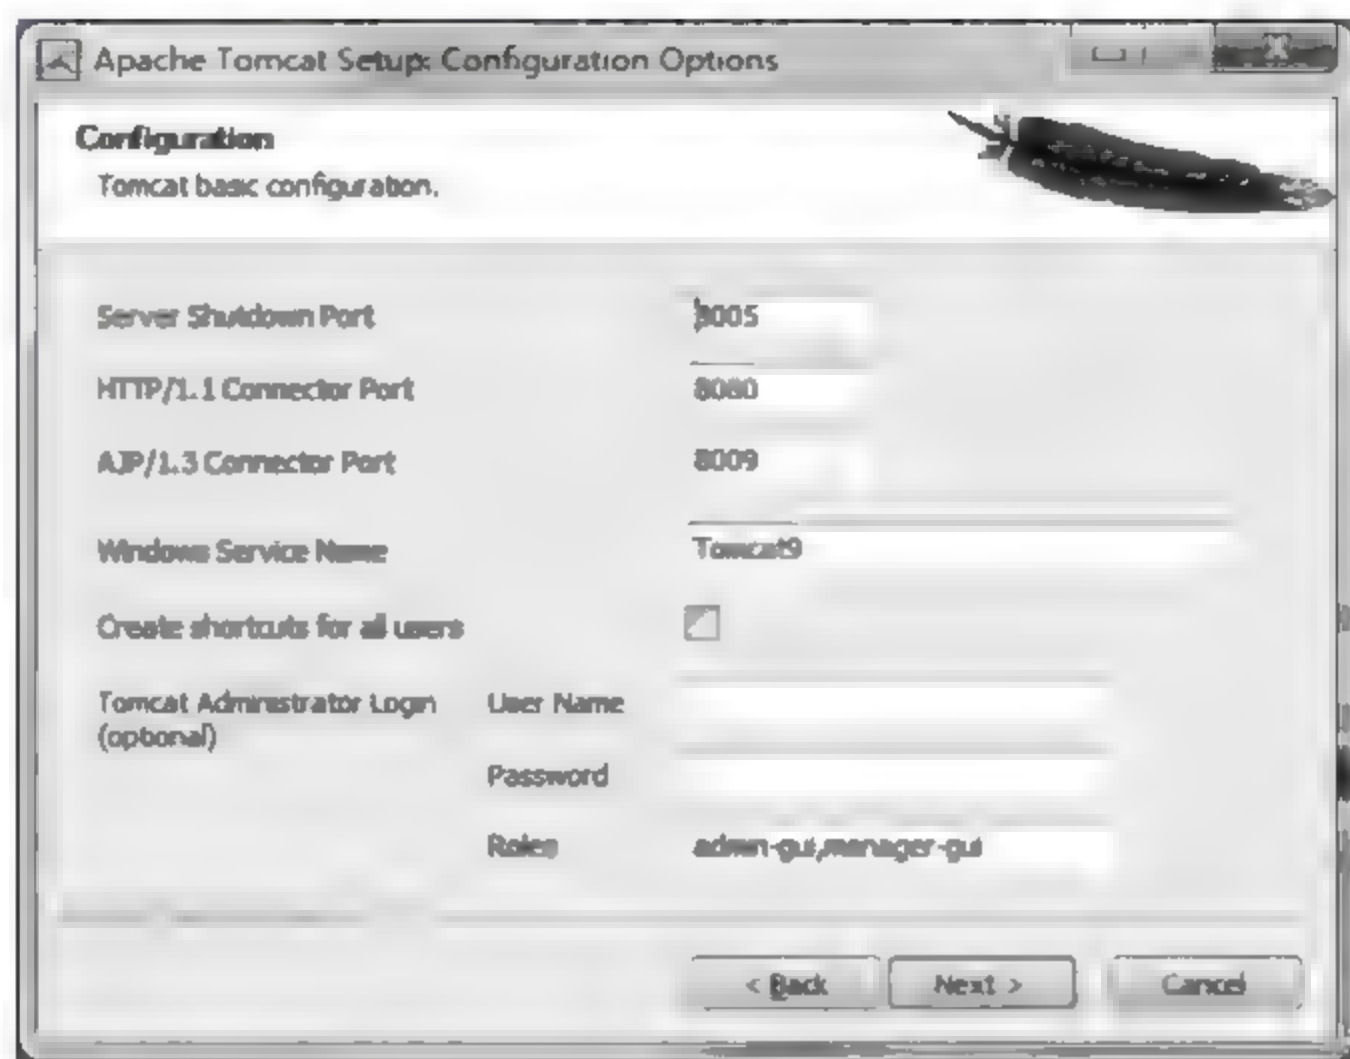 Apache Tomcat Setup: Configuration Options
Configuration
Tomcat basic configuration.
Server Shutdown Port 8005
HTTP/1.1 Connector Port 8080
AJP/1.3 Connector Port 8009
Windows Service Name Tomcat9
Create shortcuts for all users
Tomcat Administrator Login User Name
(optional)
Password
Roles admin-gui,manager-gui
< Back Next > Cancel